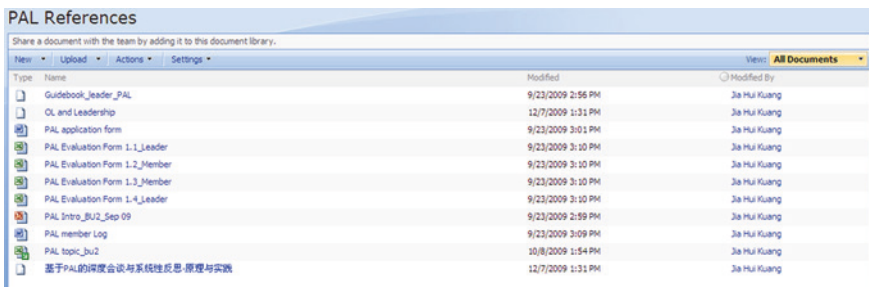 PAL References
Share a document with the team by adding it to this document library.
New Upload Actions Settings View: All Documents
Type Name Modified Modified By
Guidebook_leader_PAL 9/23/2009 2:56 PM Jia Hui Kuang
OL and Leadership 12/7/2009 1:31 PM Jia Hui Kuang
PAL application form 9/23/2009 3:01 PM Jia Hui Kuang
PAL Evaluation Form 1.1_Leader 9/23/2009 3:10 PM Jia Hui Kuang
PAL Evaluation Form 1.2_Member 9/23/2009 3:10 PM Jia Hui Kuang
PAL Evaluation Form 1.3_Member 9/23/2009 3:10 PM Jia Hui Kuang
PAL Evaluation Form 1.4_Leader 9/23/2009 3:10 PM Jia Hui Kuang
PAL Intro_BU2_Sep 09 9/23/2009 2:59 PM Jia Hui Kuang
PAL member Log 9/23/2009 3:09 PM Jia Hui Kuang
PAL topic_bu2 10/8/2009 1:54 PM Jia Hui Kuang
基于PAL的深度会谈与系统性反思-原理与实践 12/7/2009 1:31 PM Jia Hui Kuang